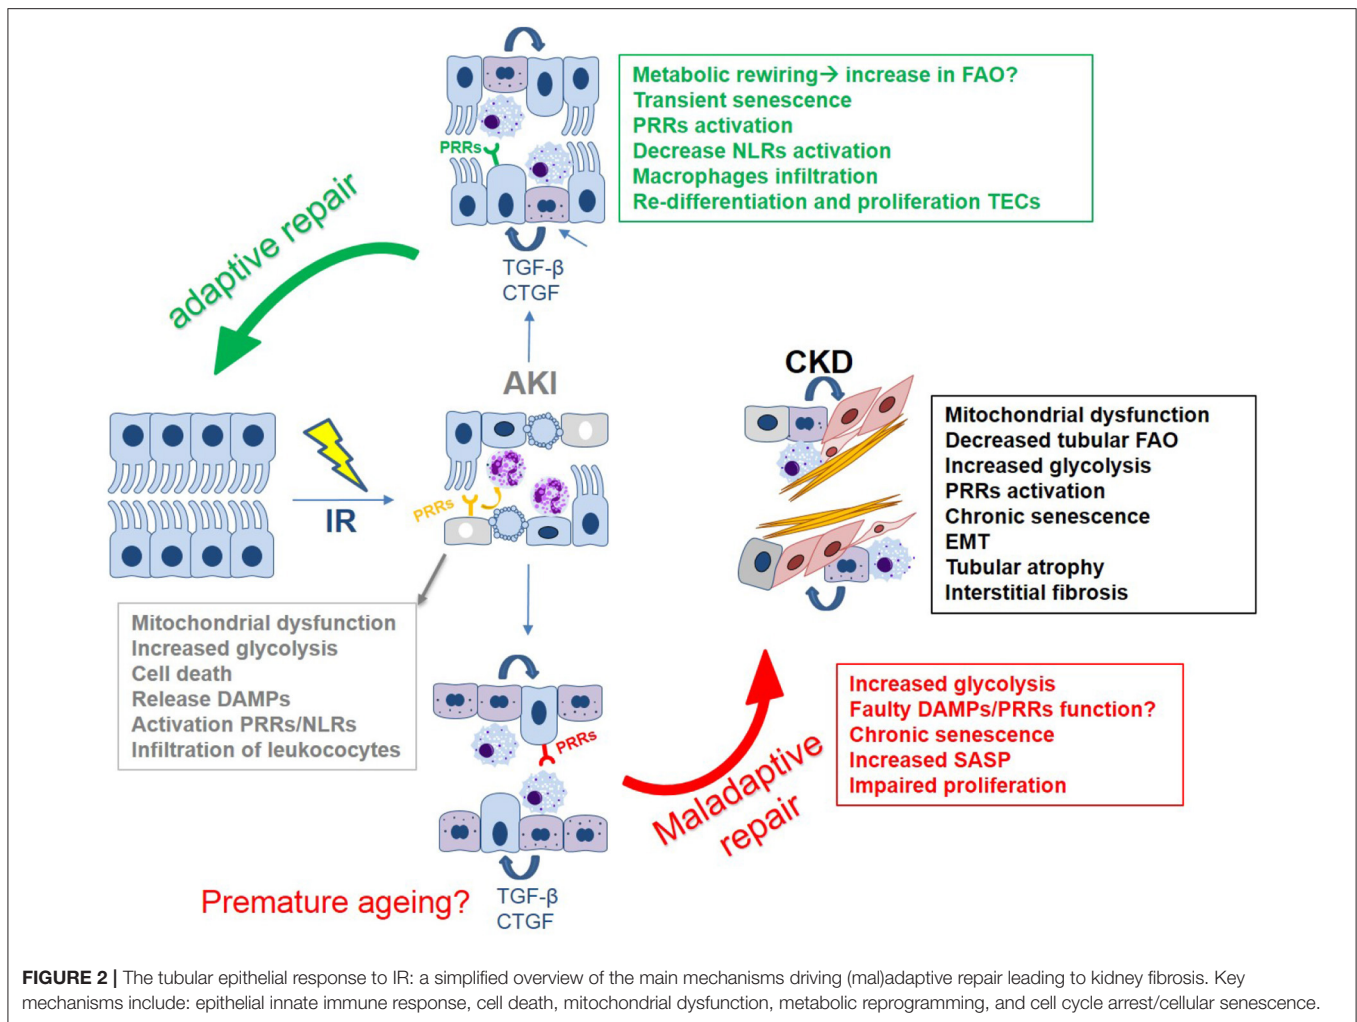 Metabolic rewiring→ increase in FAO?
Transient senescence
PRRs activation
Decrease NLRs activation
Macrophages infiltration
Re-differentiation and proliferation TECs
PRRs
adaptive repair
TGF-β
CTGF
AKI
CKD
IR
PRRs
Mitochondrial dysfunction
Decreased tubular FAO
Increased glycolysis
PRRs activation
Chronic senescence
EMT
Tubular atrophy
Interstitial fibrosis
Mitochondrial dysfunction
Increased glycolysis
Cell death
Release DAMPs
Activation PRRs/NLRs
Infiltration of leukococytes
PRRs
Maladaptive
repair
Increased glycolysis
Faulty DAMPs/PRRs function?
Chronic senescence
Increased SASP
Impaired proliferation
Premature ageing?
TGF-β
CTGF
FIGURE 2 | The tubular epithelial response to IR: a simplified overview of the main mechanisms driving (mal)adaptive repair leading to kidney fibrosis. Key
mechanisms include: epithelial innate immune response, cell death, mitochondrial dysfunction, metabolic reprogramming, and cell cycle arrest/cellular senescence.